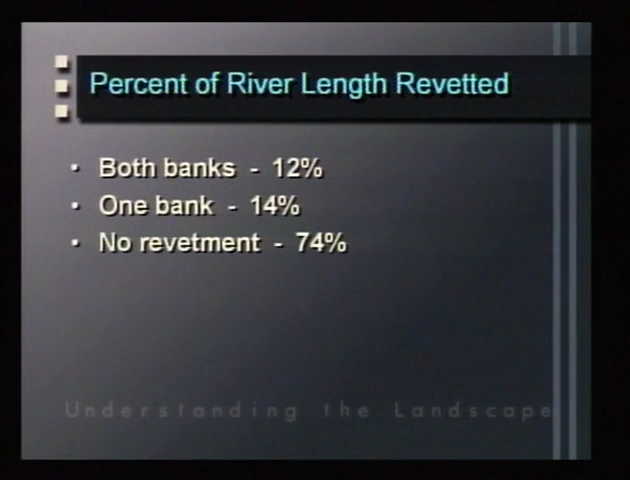 Percent of River Length Revetted
• Both banks - 12%
• One bank - 14%
• No revetment - 74%
Understanding the Landscape